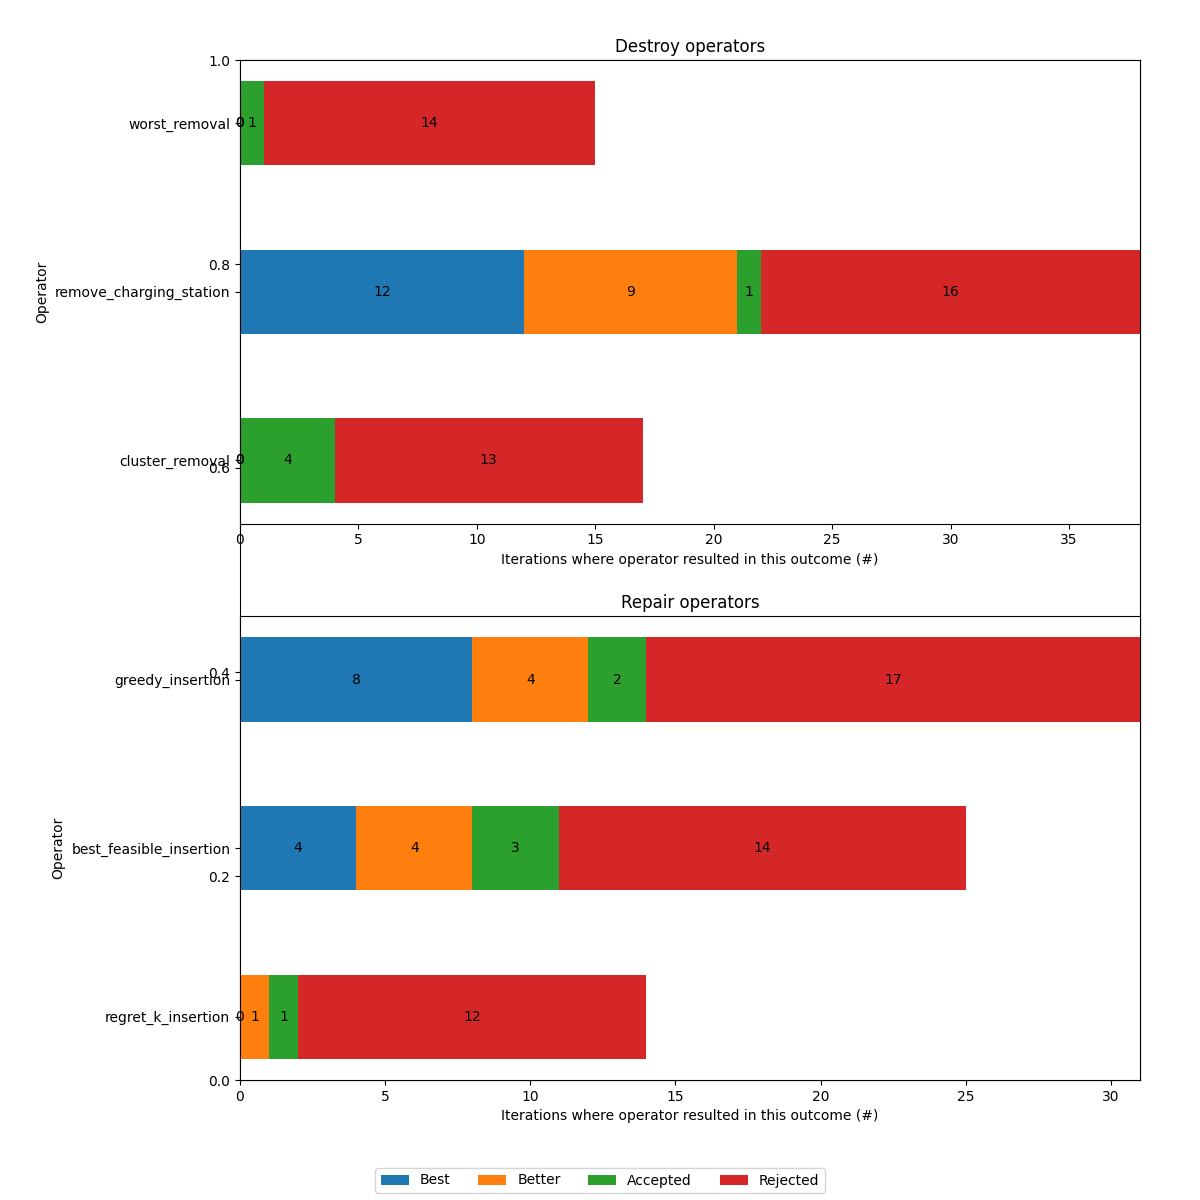 Destroy operators
1.0
worst_removal 0 1 14
0.8
remove_charging_station 12 9 1 16
Operator
cluster_removal 0 4 13
0.6
0 5 10 15 20 25 30 35
Iterations where operator resulted in this outcome (#)
Repair operators
0.4
greedy_insertion 8 4 2 17
best_feasible_insertion 4 4 3 14
Operator
0.2
regret_k_insertion 0 1 1 12
0.0
0 5 10 15 20 25 30
Iterations where operator resulted in this outcome (#)
Best Better Accepted Rejected